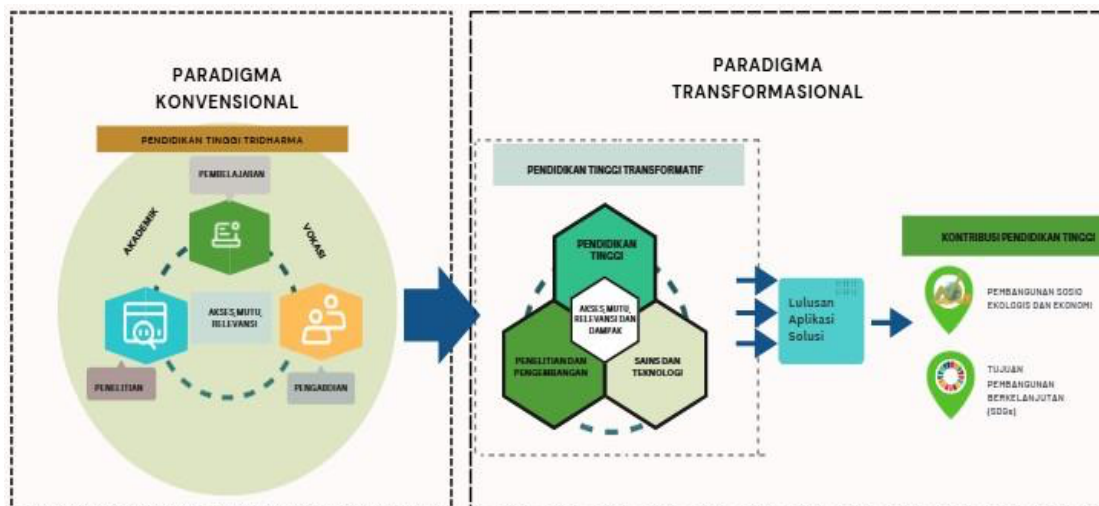 PARADIGMA
KONVENSIONAL
PENDIDIKAN TINGGI TRIDHARMA
PEMBELAJARAN
AKADEMIK
VOKASI
AKSES,MUTU,
RELEVANSI
PENELITIAN
PENGABDIAN
PARADIGMA
TRANSFORMASIONAL
PENDIDIKAN TINGGI TRANSFORMATIF
PENDIDIKAN
TINGGI
AKSES,MUTU,
RELEVANSI DAN
DAMPAK
PENELITIAN DAN
PENGEMBANGAN
SAINS DAN
TEKNOLOGI
Lulusan
Aplikasi
Solusi
KONTRIBUSI PENDIDIKAN TINGGI
PEMBANGUNAN SOSIO
EKOLOGIS DAN EKONOMI
TUJUAN
PEMBANGUNAN
BERKELANJUTAN
(SDGs)